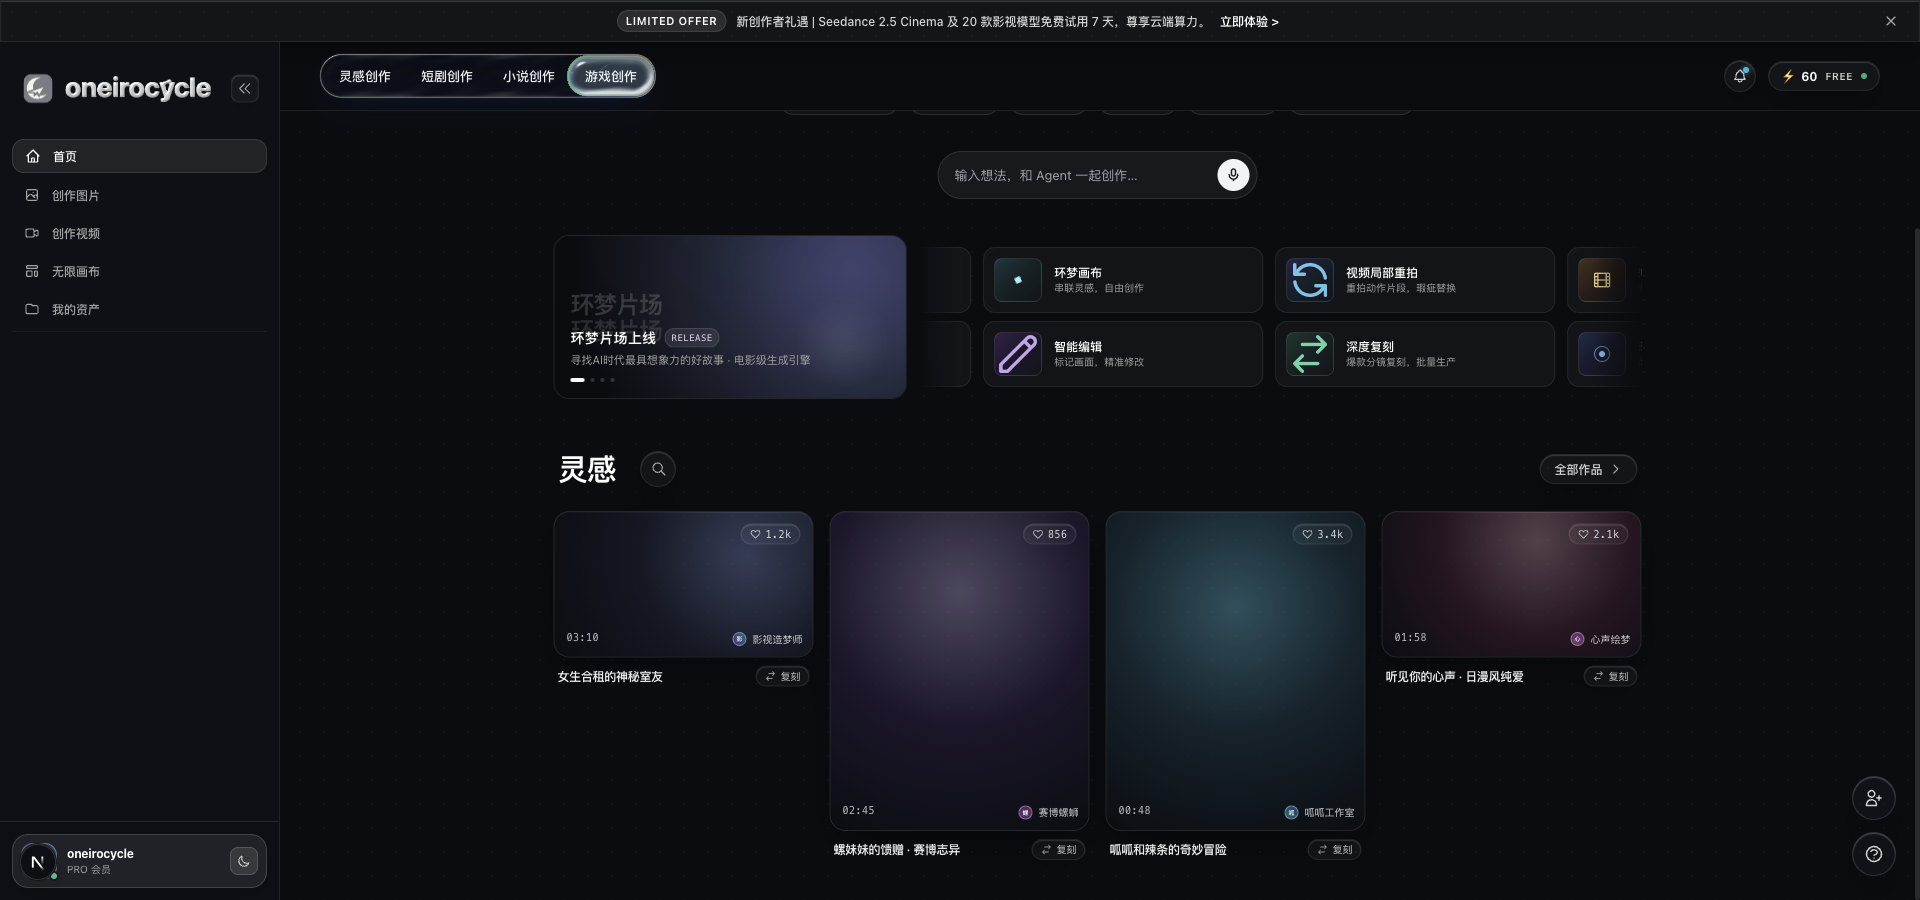 LIMITED OFFER 新创作者礼遇 | Seedance 2.5 Cinema 及 20 款影视模型免费试用 7 天，尊享云端算力。 立即体验 >
oneirocycle
灵感创作 短剧创作 小说创作 游戏创作
60 FREE
首页
创作图片
创作视频
无限画布
我的资产
输入想法，和 Agent 一起创作...
环梦片场
环梦片场
环梦片场上线 RELEASE
寻找AI时代最具想象力的好故事 · 电影级生成引擎
环梦画布
串联灵感，自由创作
视频局部重拍
重拍动作片段，瑕疵替换
智能编辑
标记画面，精准修改
深度复刻
爆款分镜复刻，批量生产
灵感
全部作品
1.2k
03:10
影视造梦师
女生合租的神秘室友
复刻
856
02:45
赛博螺蛳
螺妹妹的馈赠 · 赛博志异
复刻
3.4k
00:48
呱呱工作室
呱呱和辣条的奇妙冒险
复刻
2.1k
01:58
心声绘梦
听见你的心声 · 日漫风纯爱
复刻
N
oneirocycle
PRO 会员